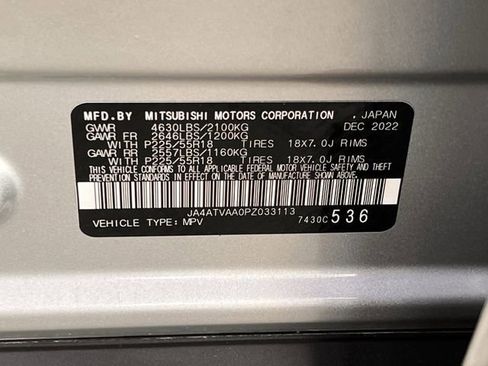 MFD.BY MITSUBISHI MOTORS CORPORATION , JAPAN
GWWR 4630LBS/2100KG DEC 2022
GAWR FR 2646LBS/1200KG
WITH P225/55R18 TIRES 18X7.0J RIMS
GAWR RR 2557LBS/1160KG
WITH P225/55R18 TIRES 18X7.0J RIMS
THIS VEHICLE CONFORMS TO ALL APPLICABLE FEDERAL MOTOR VEHICLE SAFETY AND THEFT
PREVENTION STANDARDS IN EFFECT ON THE DATE OF MANUFACTURE SHOWN ABOVE.
JA4ATVAA0PZ033113
VEHICLE TYPE: MPV 7430C 536